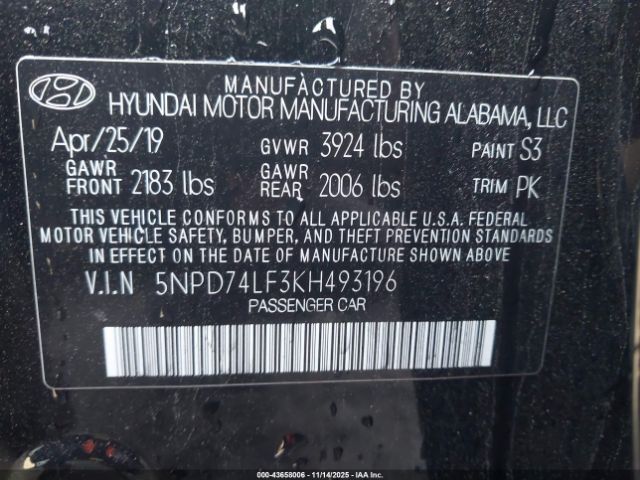 MANUFACTURED BY
HYUNDAI MOTOR MANUFACTURING ALABAMA, LLC
Apr/25/19 GVWR 3924 lbs PAINT S3
GAWR FRONT 2183 lbs GAWR REAR 2006 lbs TRIM PK
THIS VEHICLE CONFORMS TO ALL APPLICABLE U.S.A. FEDERAL
MOTOR VEHICLE SAFETY, BUMPER, AND THEFT PREVENTION STANDARDS
IN EFFECT ON THE DATE OF MANUFACTURE SHOWN ABOVE
V.I.N 5NPD74LF3KH493196
PASSENGER CAR
000-43658006 - 11/14/2025 - IAAI, Inc.